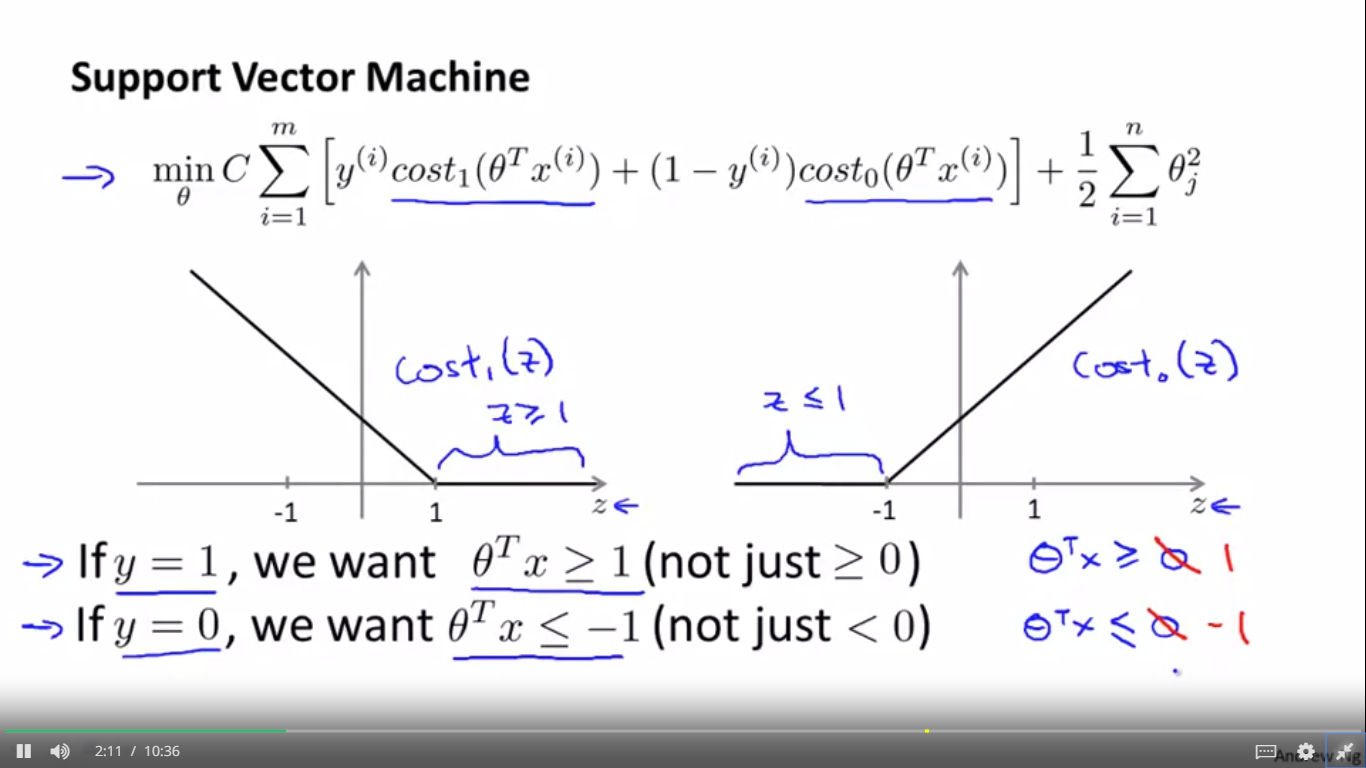 Support Vector Machine
→ min_θ C ∑_{i=1}^{m} [ y^{(i)} cost_1(θ^T x^{(i)}) + (1 − y^{(i)}) cost_0(θ^T x^{(i)}) ] + 1/2 ∑_{i=1}^{n} θ_j^2
cost_1(z)
z ≥ 1
-1 1 z ←
cost_0(z)
z ≤ 1
-1 1 z ←
→ If y = 1, we want θ^T x ≥ 1 (not just ≥ 0) θ^T x ≥ 0 1
→ If y = 0, we want θ^T x ≤ −1 (not just < 0) θ^T x ≤ 0 -1
2:11 / 10:36
Andrew Ng